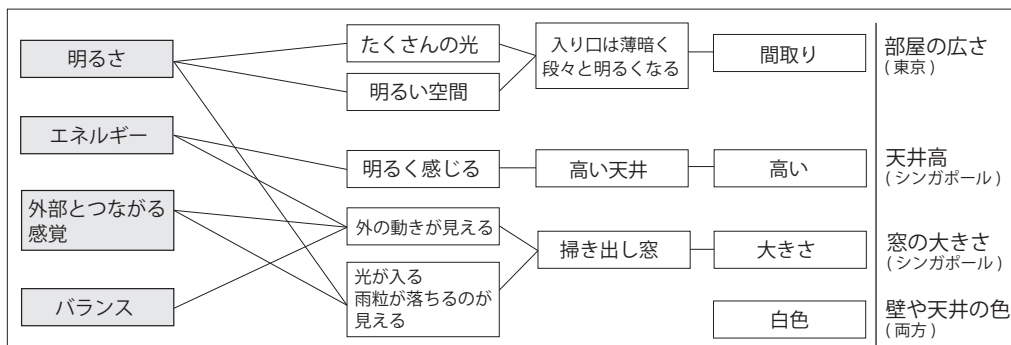 明るさ
エネルギー
外部とつながる
感覚
バランス
たくさんの光
明るい空間
明るく感じる
外の動きが見える
光が入る
雨粒が落ちるのが
見える
入り口は薄暗く
段々と明るくなる
高い天井
掃き出し窓
間取り
高い
大きさ
白色
部屋の広さ
(東京)
天井高
(シンガポール)
窓の大きさ
(シンガポール)
壁や天井の色
(両方)